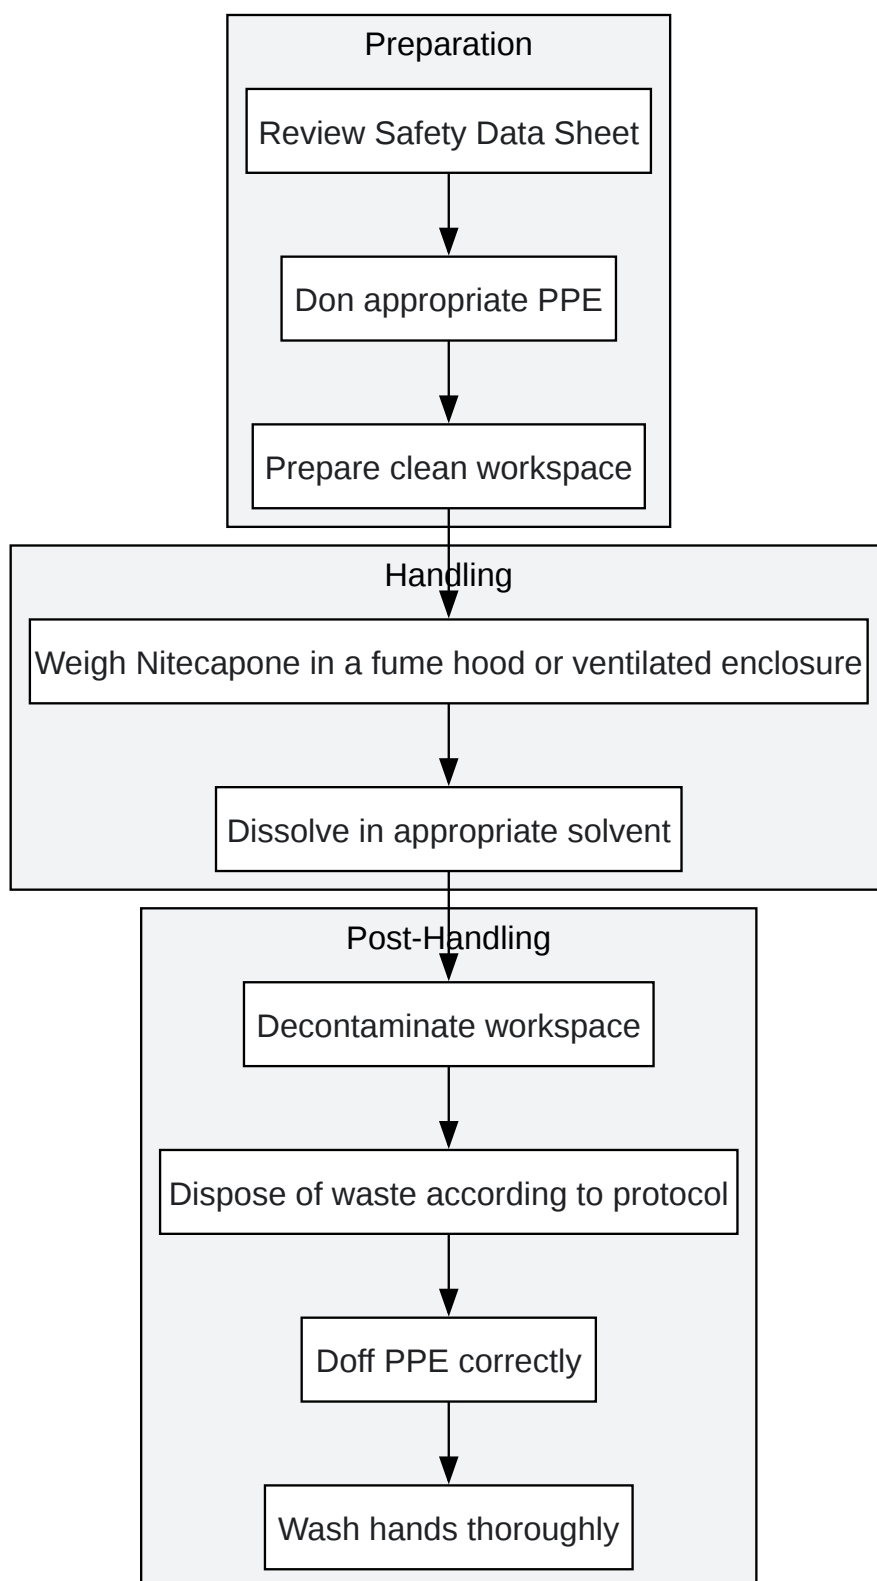 Preparation
Review Safety Data Sheet
Don appropriate PPE
Prepare clean workspace
Handling
Weigh Nitecapone in a fume hood or ventilated enclosure
Dissolve in appropriate solvent
Post-Handling
Decontaminate workspace
Dispose of waste according to protocol
Doff PPE correctly
Wash hands thoroughly